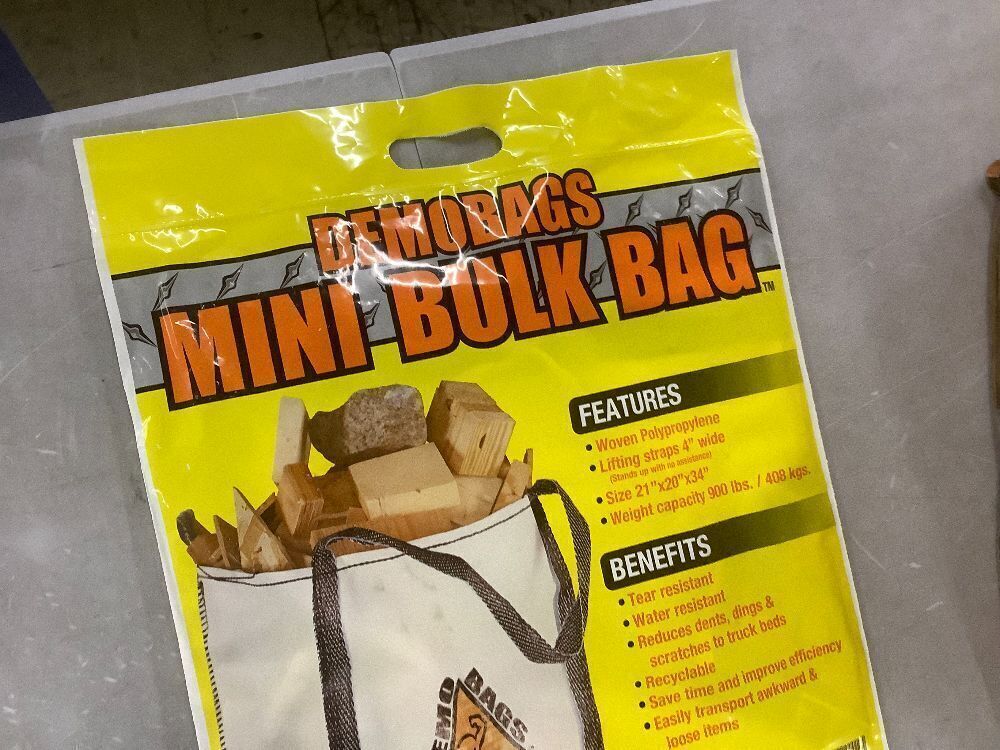 DEMOBAGS
MINI BULK BAG™
FEATURES
• Woven Polypropylene
• Lifting straps 4" wide
(Stands up with no assistance)
• Size 21"x20"x34"
• Weight capacity 900 lbs. / 408 kgs.
BENEFITS
• Tear resistant
• Water resistant
• Reduces dents, dings &
scratches to truck beds
• Recyclable
• Save time and improve efficiency
• Easily transport awkward &
loose items
DEMO BAGS